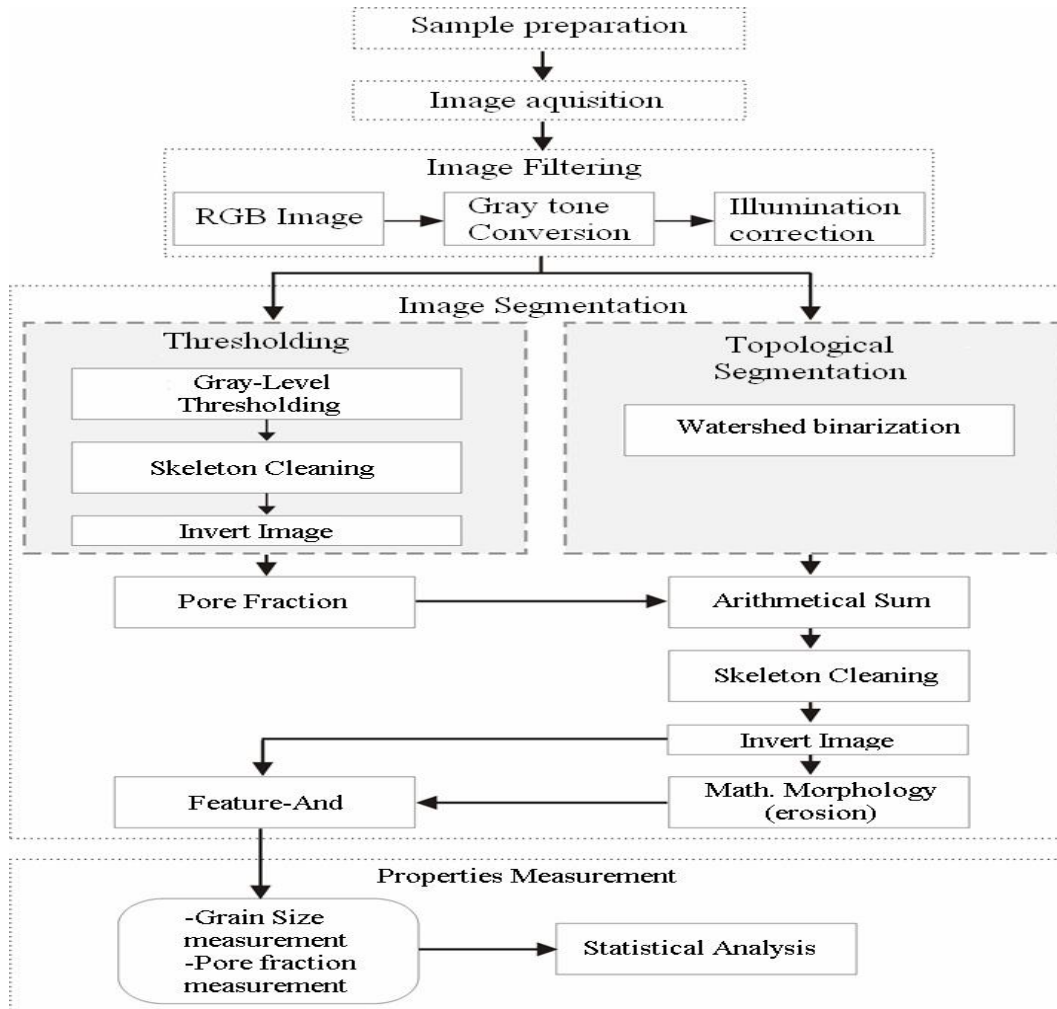 Sample preparation
Image aquisition
Image Filtering
RGB Image
Gray tone
Conversion
Illumination
correction
Image Segmentation
Thresholding
Gray-Level
Thresholding
Skeleton Cleaning
Invert Image
Topological
Segmentation
Watershed binarization
Pore Fraction
Arithmetical Sum
Skeleton Cleaning
Invert Image
Feature-And
Math. Morphology
(erosion)
Properties Measurement
-Grain Size
measurement
-Pore fraction
measurement
Statistical Analysis